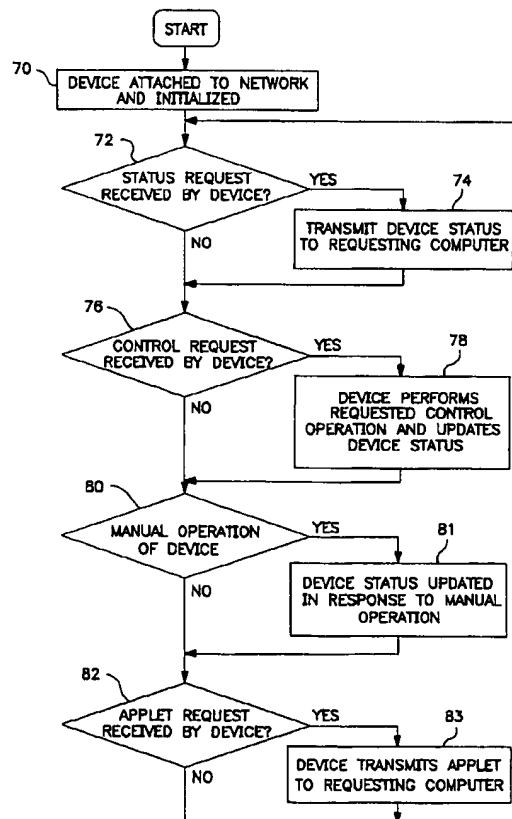 START
70
DEVICE ATTACHED TO NETWORK
AND INITIALIZED
72
STATUS REQUEST
RECEIVED BY DEVICE?
YES
NO
74
TRANSMIT DEVICE STATUS
TO REQUESTING COMPUTER
76
CONTROL REQUEST
RECEIVED BY DEVICE?
YES
NO
78
DEVICE PERFORMS
REQUESTED CONTROL
OPERATION AND UPDATES
DEVICE STATUS
80
MANUAL OPERATION
OF DEVICE
YES
NO
81
DEVICE STATUS UPDATED
IN RESPONSE TO MANUAL
OPERATION
82
APPLET REQUEST
RECEIVED BY DEVICE?
YES
NO
83
DEVICE TRANSMITS APPLET
TO REQUESTING COMPUTER